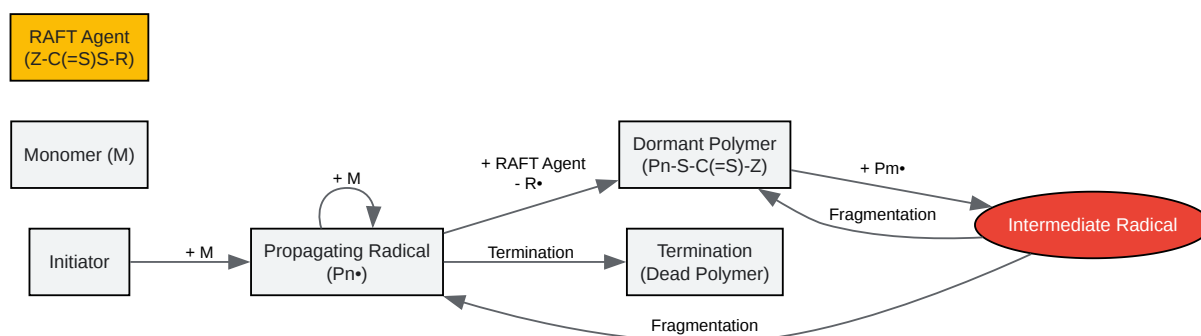 RAFT Agent
(Z-C(=S)S-R)
Monomer (M)
Initiator
+ M
+ M
Propagating Radical
(Pn•)
+ RAFT Agent
- R•
Termination
Dormant Polymer
(Pn-S-C(=S)-Z)
Termination
(Dead Polymer)
+ Pm•
Fragmentation
Intermediate Radical
Fragmentation